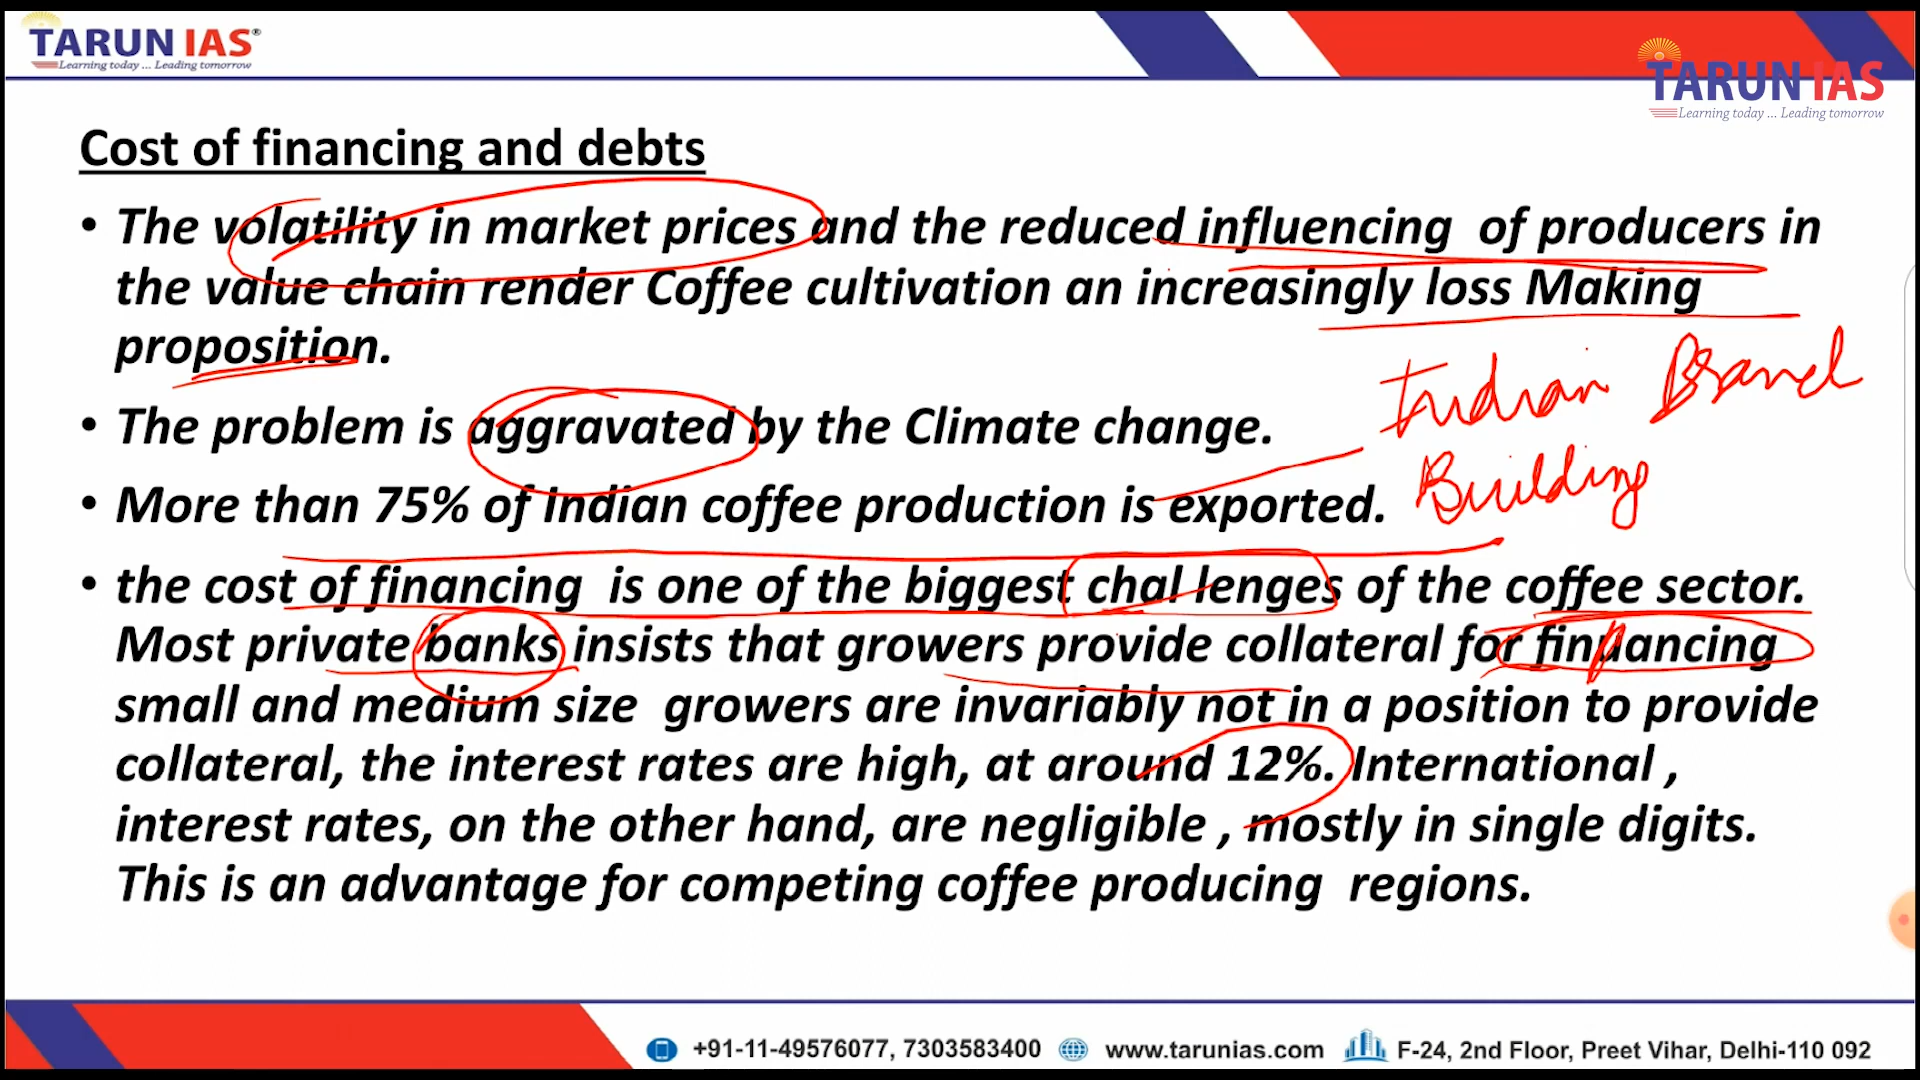 TARUN IAS®
Learning today ... Leading tomorrow
TARUN IAS
Learning today ... Leading tomorrow
Cost of financing and debts
• The volatility in market prices and the reduced influencing of producers in
the value chain render Coffee cultivation an increasingly loss Making
proposition.
• The problem is aggravated by the Climate change.
Indian Brand
Building
• More than 75% of Indian coffee production is exported.
• the cost of financing is one of the biggest chal lenges of the coffee sector.
Most private banks insists that growers provide collateral for financing
small and medium size growers are invariably not in a position to provide
collateral, the interest rates are high, at around 12%. International ,
interest rates, on the other hand, are negligible , mostly in single digits.
This is an advantage for competing coffee producing regions.
+91-11-49576077, 7303583400 www.tarunias.com F-24, 2nd Floor, Preet Vihar, Delhi-110 092